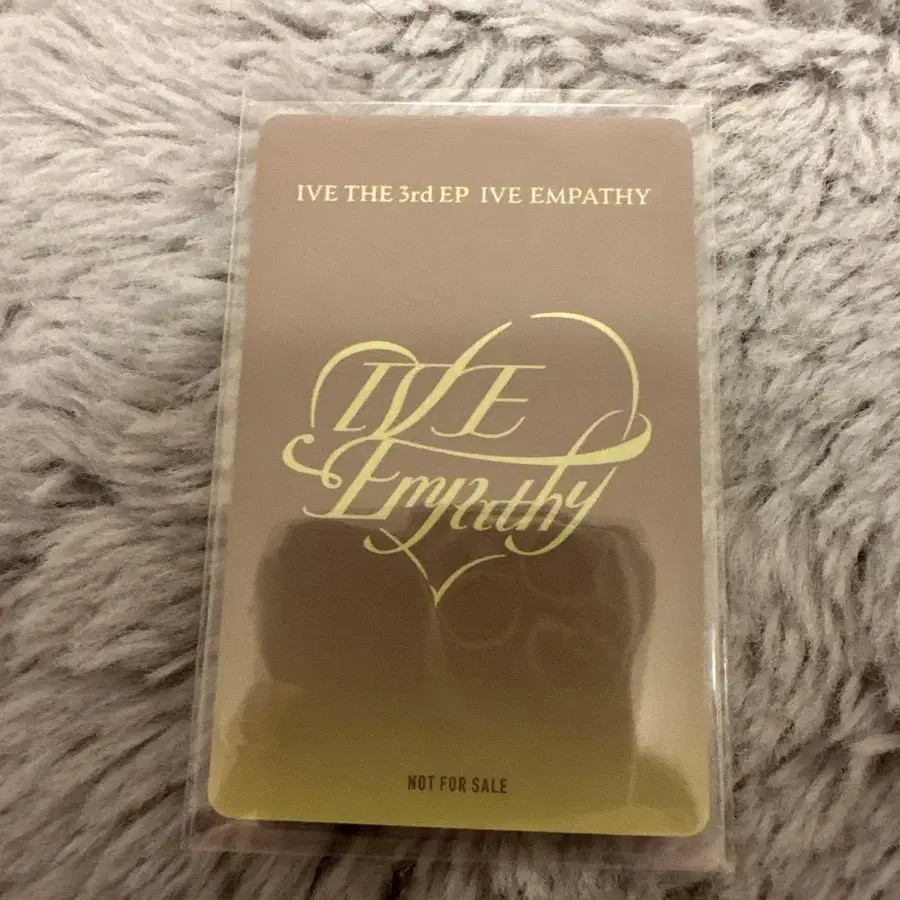 IVE THE 3rd EP IVE EMPATHY
IVE
Empathy
NOT FOR SALE